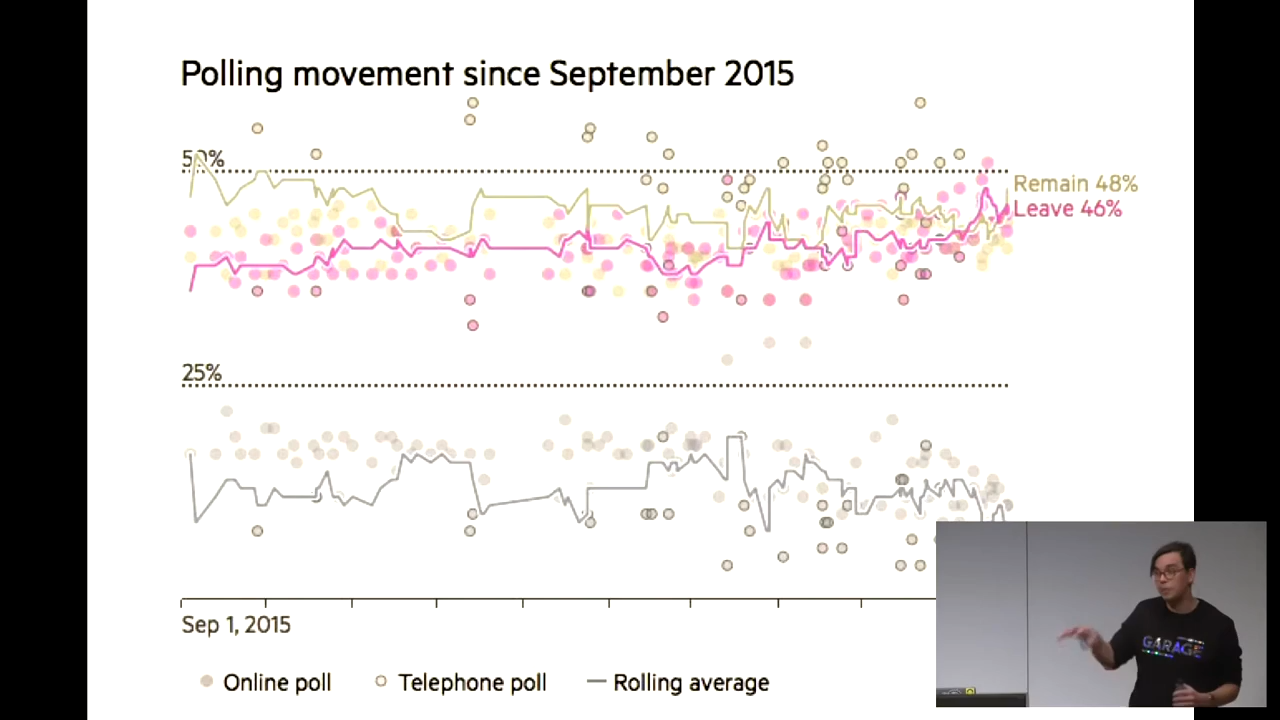 Polling movement since September 2015
50%
Remain 48%
Leave 46%
25%
Sep 1, 2015
Online poll
Telephone poll
Rolling average
GARAGE